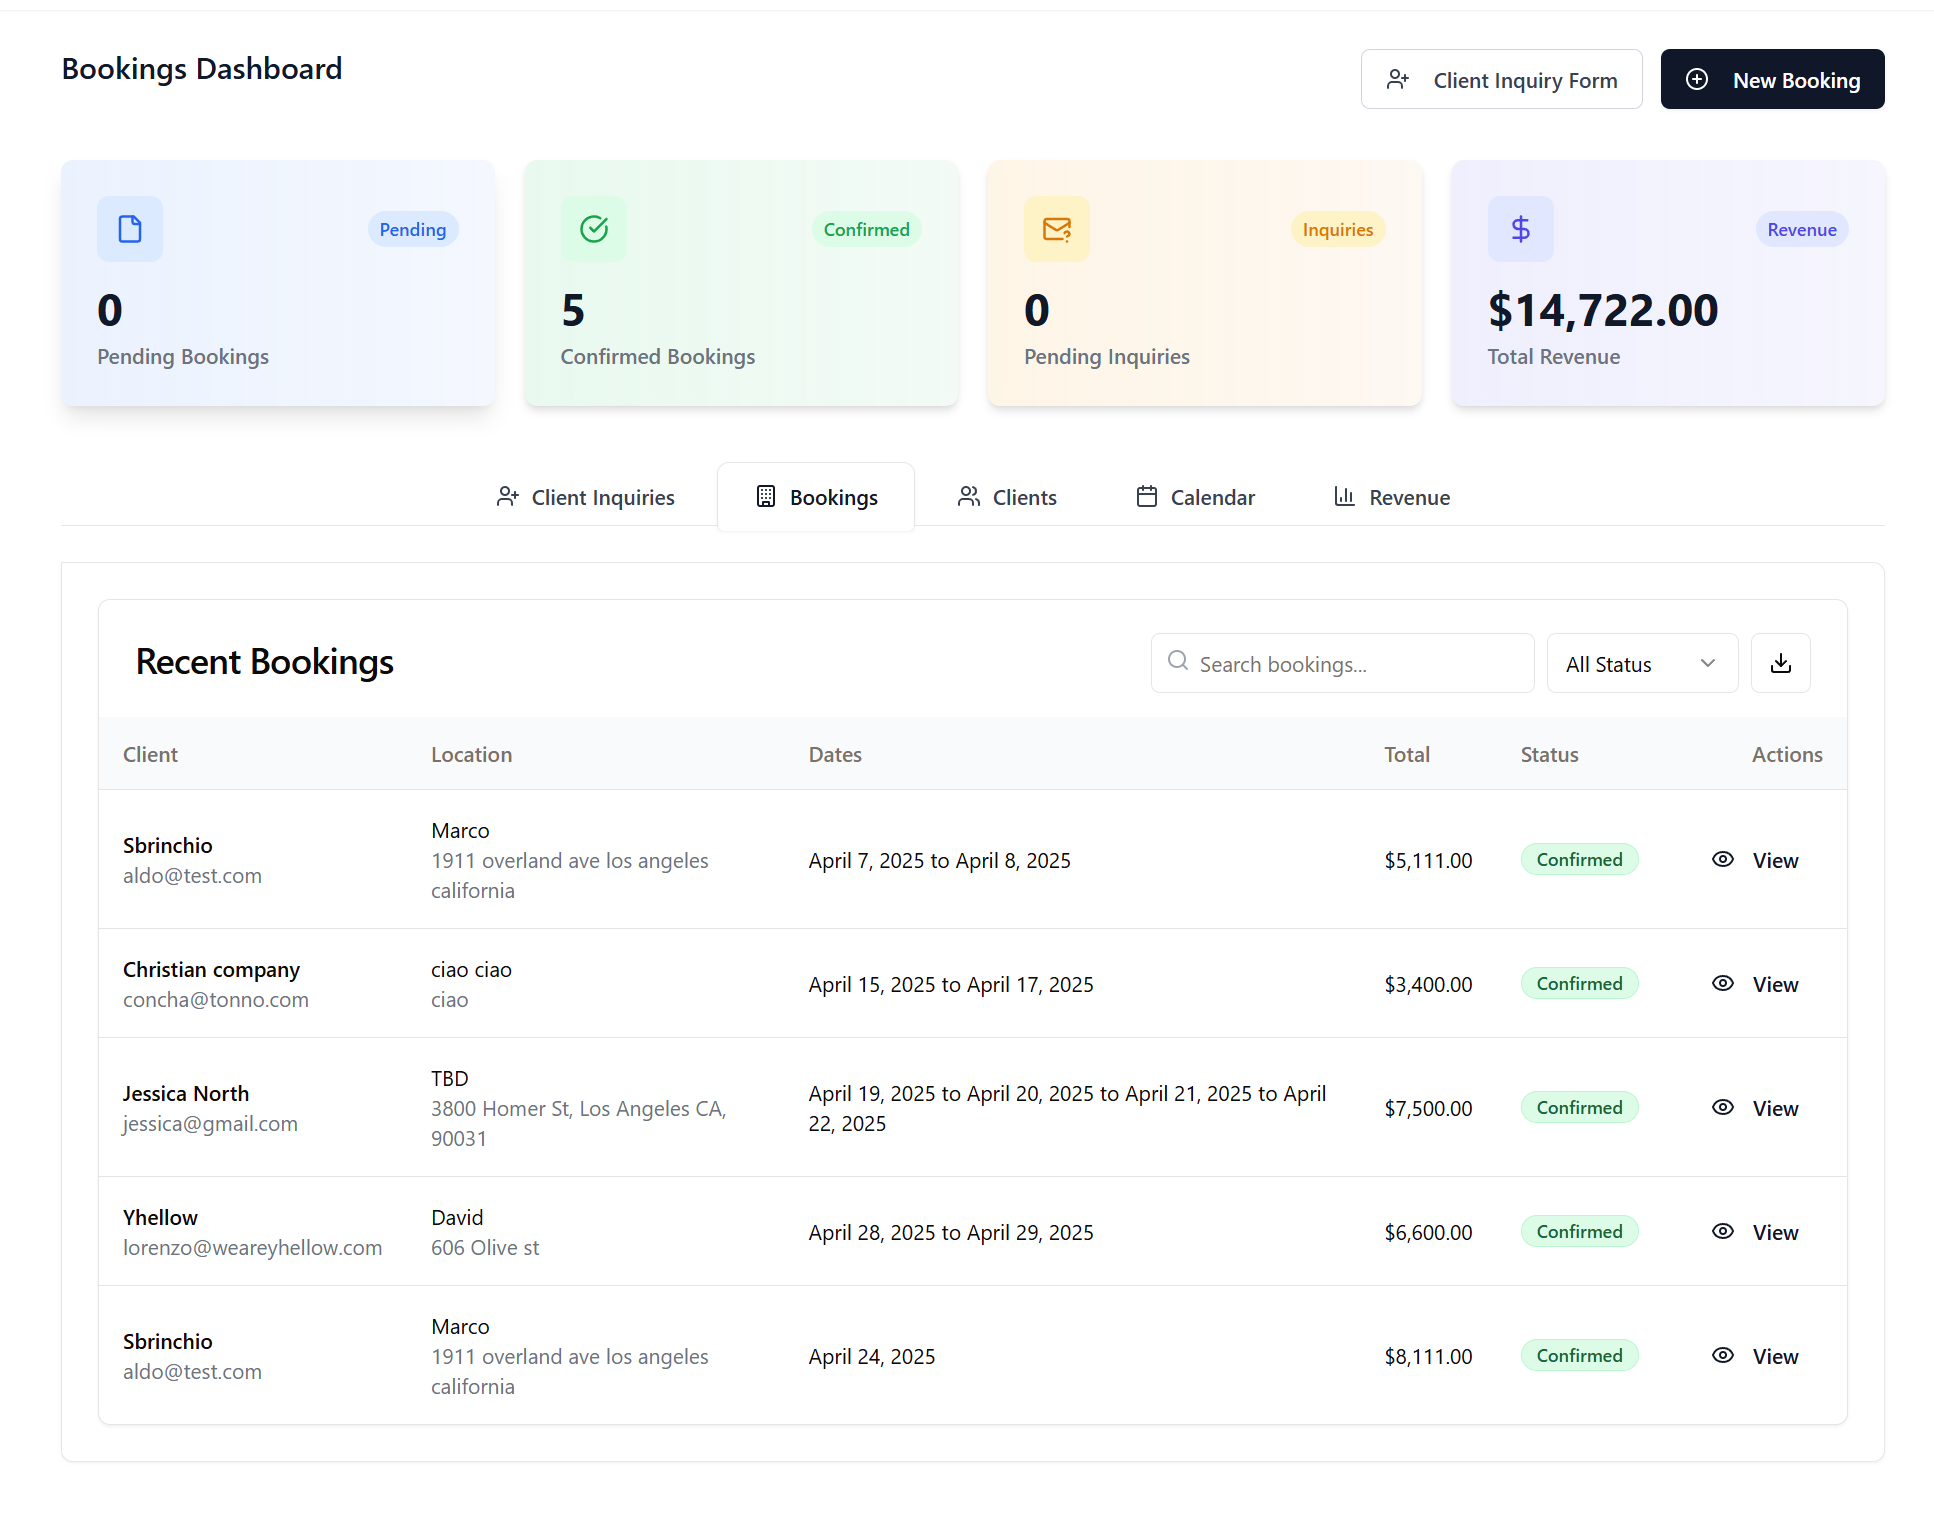 Bookings Dashboard
Client Inquiry Form
New Booking
Pending
0
Pending Bookings
Confirmed
5
Confirmed Bookings
Inquiries
0
Pending Inquiries
Revenue
$14,722.00
Total Revenue
Client Inquiries
Bookings
Clients
Calendar
Revenue
Recent Bookings
Search bookings...
All Status
Client Location Dates Total Status Actions
Sbrinchio
aldo@test.com
Marco
1911 overland ave los angeles
california
April 7, 2025 to April 8, 2025
$5,111.00
Confirmed
View
Christian company
concha@tonno.com
ciao ciao
ciao
April 15, 2025 to April 17, 2025
$3,400.00
Confirmed
View
Jessica North
jessica@gmail.com
TBD
3800 Homer St, Los Angeles CA,
90031
April 19, 2025 to April 20, 2025 to April 21, 2025 to April
22, 2025
$7,500.00
Confirmed
View
Yhellow
lorenzo@weareyhellow.com
David
606 Olive st
April 28, 2025 to April 29, 2025
$6,600.00
Confirmed
View
Sbrinchio
aldo@test.com
Marco
1911 overland ave los angeles
california
April 24, 2025
$8,111.00
Confirmed
View